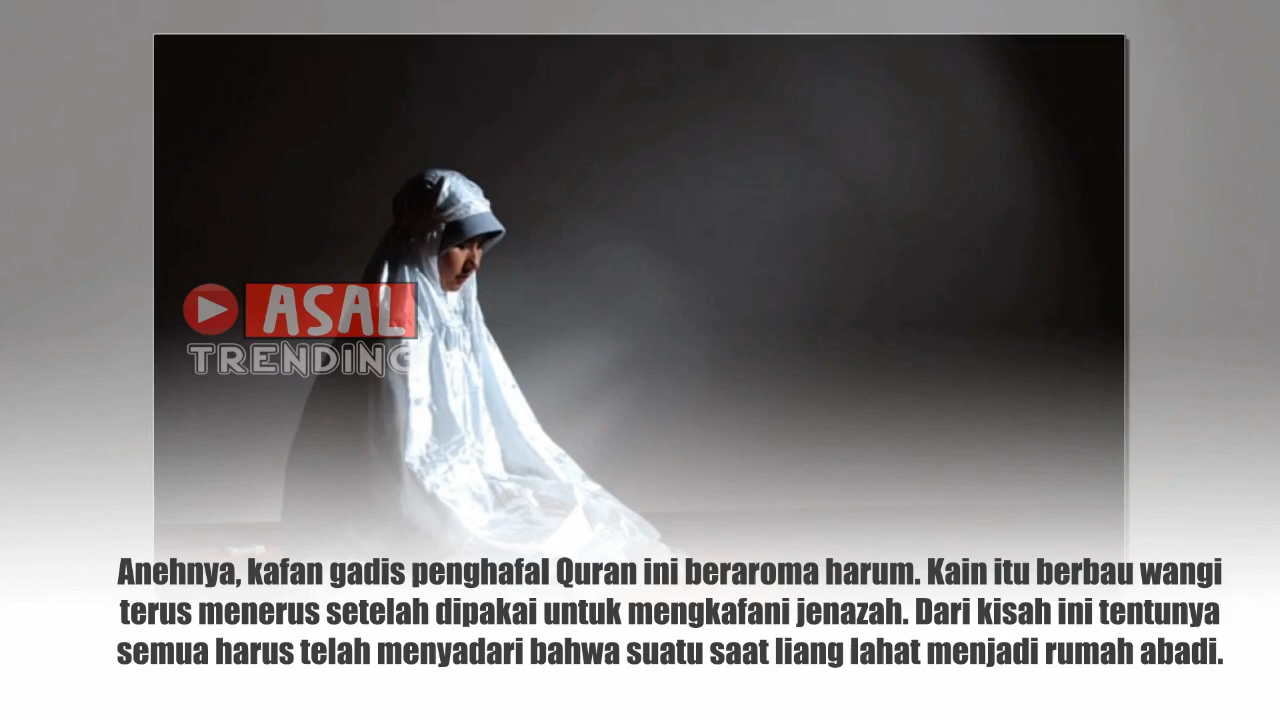 ASAL
TRENDING
Anehnya, kafan gadis penghafal Quran ini beraroma harum. Kain itu berbau wangi
terus menerus setelah dipakai untuk mengkafani jenazah. Dari kisah ini tentunya
semua harus telah menyadari bahwa suatu saat liang lahat menjadi rumah abadi.